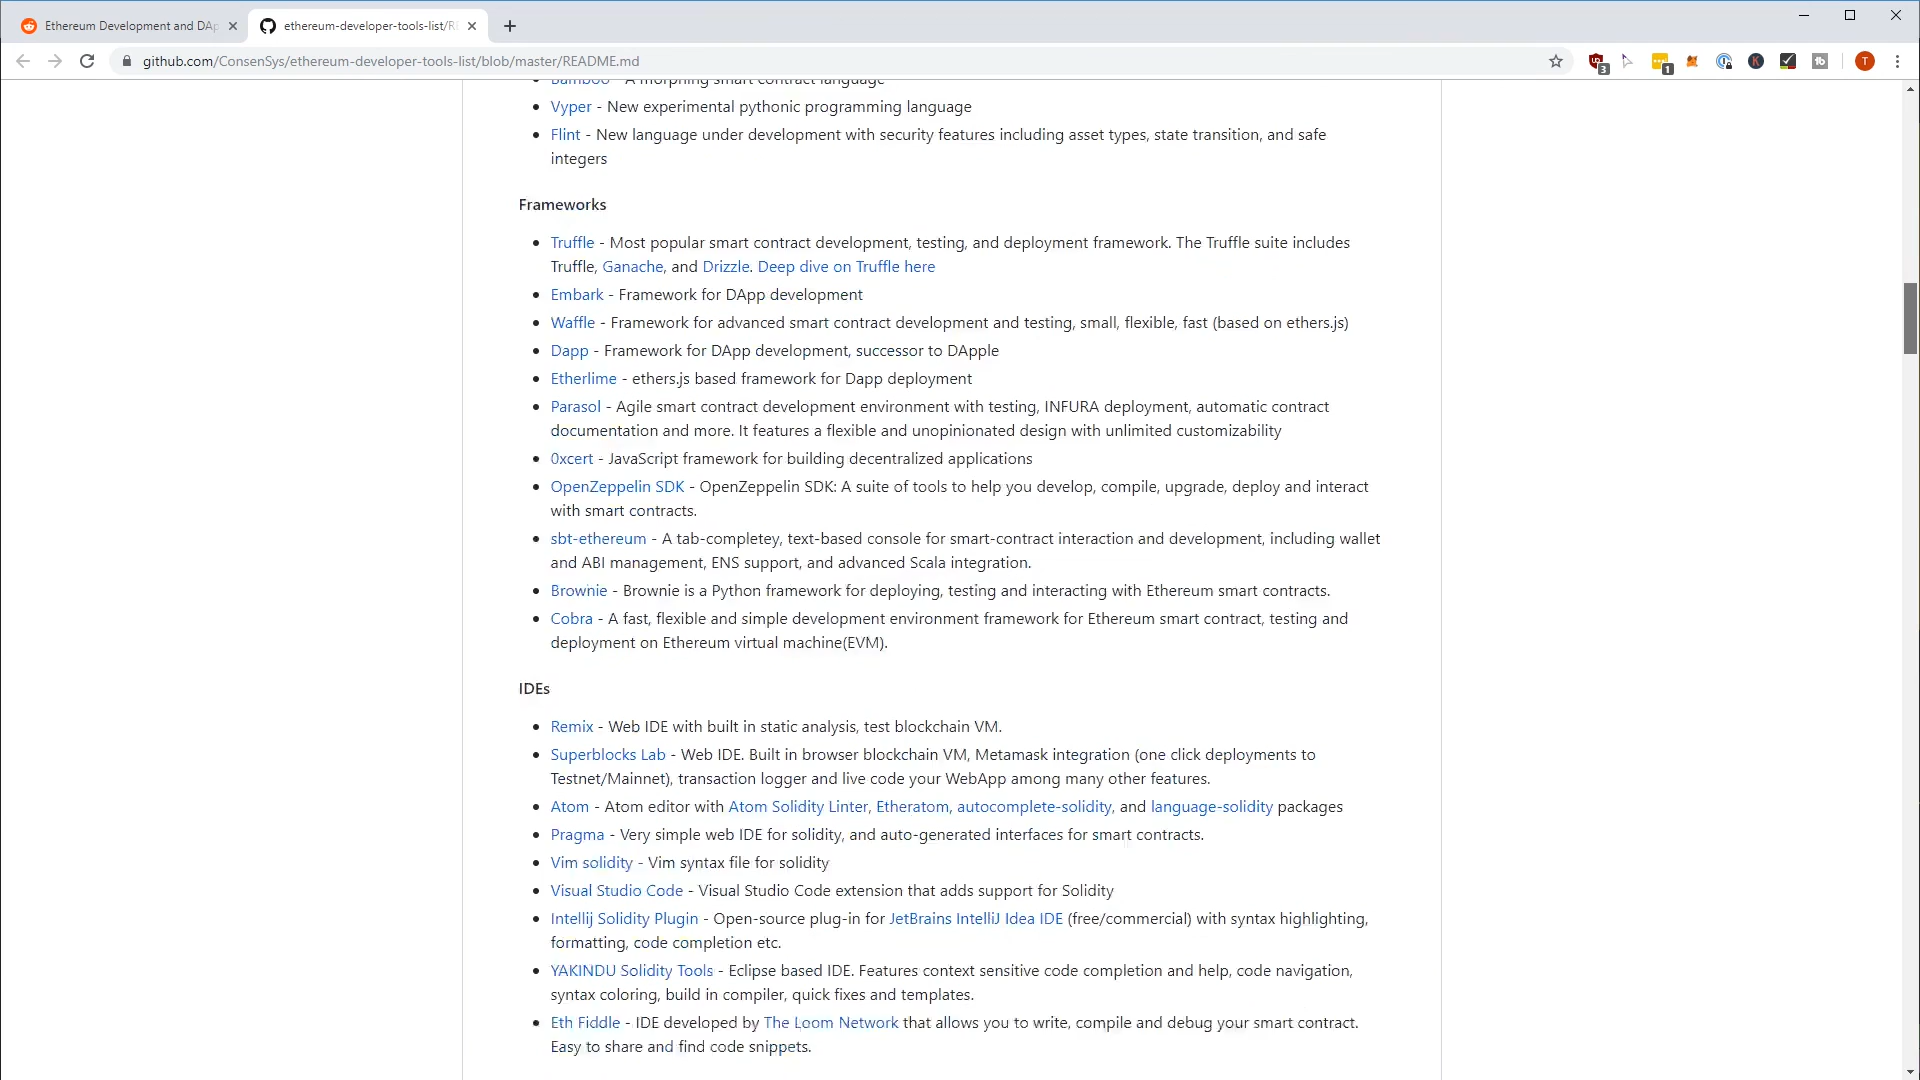 Ethereum Development and DAp
ethereum-developer-tools-list/RE
github.com/ConsenSys/ethereum-developer-tools-list/blob/master/README.md
3
1
K
tb
T
Bamboo - A morphing smart contract language
Vyper - New experimental pythonic programming language
Flint - New language under development with security features including asset types, state transition, and safe
integers
Frameworks
Truffle - Most popular smart contract development, testing, and deployment framework. The Truffle suite includes
Truffle, Ganache, and Drizzle. Deep dive on Truffle here
Embark - Framework for DApp development
Waffle - Framework for advanced smart contract development and testing, small, flexible, fast (based on ethers.js)
Dapp - Framework for DApp development, successor to DApple
Etherlime - ethers.js based framework for Dapp deployment
Parasol - Agile smart contract development environment with testing, INFURA deployment, automatic contract
documentation and more. It features a flexible and unopinionated design with unlimited customizability
0xcert - JavaScript framework for building decentralized applications
OpenZeppelin SDK - OpenZeppelin SDK: A suite of tools to help you develop, compile, upgrade, deploy and interact
with smart contracts.
sbt-ethereum - A tab-completey, text-based console for smart-contract interaction and development, including wallet
and ABI management, ENS support, and advanced Scala integration.
Brownie - Brownie is a Python framework for deploying, testing and interacting with Ethereum smart contracts.
Cobra - A fast, flexible and simple development environment framework for Ethereum smart contract, testing and
deployment on Ethereum virtual machine(EVM).
IDEs
Remix - Web IDE with built in static analysis, test blockchain VM.
Superblocks Lab - Web IDE. Built in browser blockchain VM, Metamask integration (one click deployments to
Testnet/Mainnet), transaction logger and live code your WebApp among many other features.
Atom - Atom editor with Atom Solidity Linter, Etheratom, autocomplete-solidity, and language-solidity packages
Pragma - Very simple web IDE for solidity, and auto-generated interfaces for smart contracts.
Vim solidity - Vim syntax file for solidity
Visual Studio Code - Visual Studio Code extension that adds support for Solidity
Intellij Solidity Plugin - Open-source plug-in for JetBrains IntelliJ Idea IDE (free/commercial) with syntax highlighting,
formatting, code completion etc.
YAKINDU Solidity Tools - Eclipse based IDE. Features context sensitive code completion and help, code navigation,
syntax coloring, build in compiler, quick fixes and templates.
Eth Fiddle - IDE developed by The Loom Network that allows you to write, compile and debug your smart contract.
Easy to share and find code snippets.